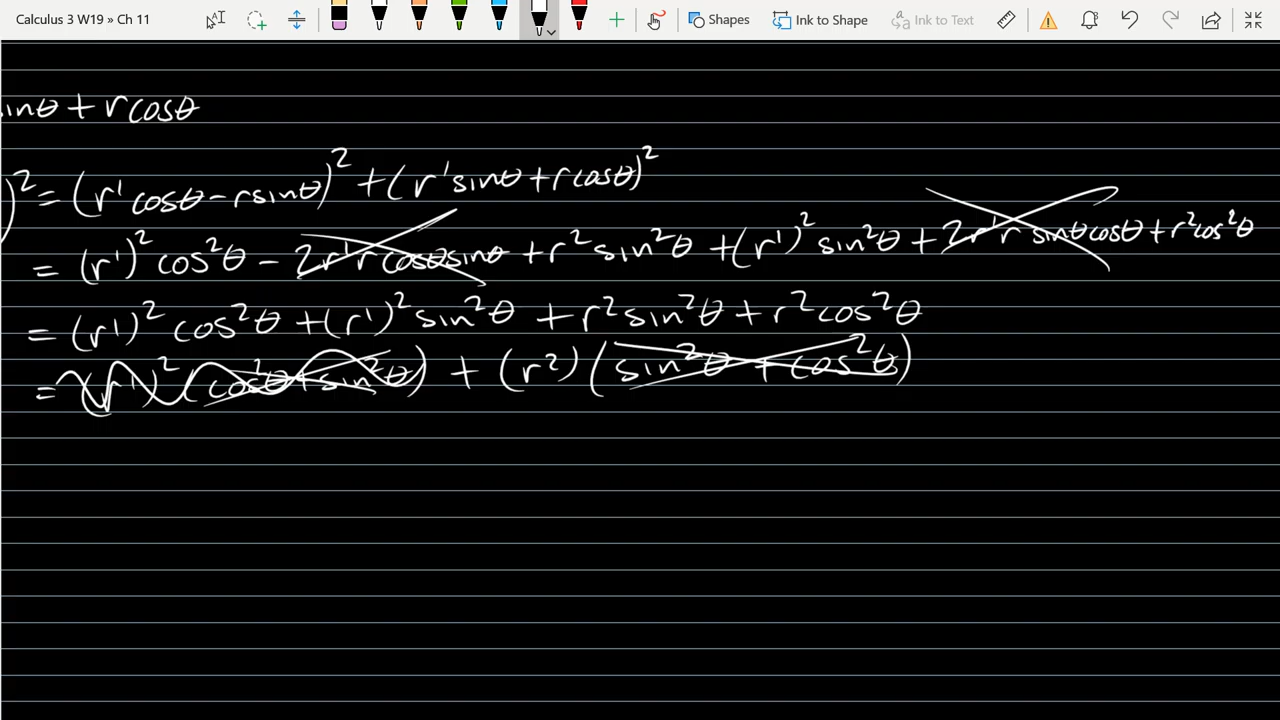 Calculus 3 W19 » Ch 11 Shapes Ink to Shape Ink to Text
inθ + r cosθ
)² = (r' cosθ - r sinθ)² + (r' sinθ + r cosθ)²
= (r')² cos²θ - 2r'r cosθ sinθ + r² sin²θ + (r')² sin²θ + 2r'r sinθ cosθ + r² cos²θ
= (r')² cos²θ + (r')² sin²θ + r² sin²θ + r² cos²θ
= (r')² (cos²θ + sin²θ) + (r²) (sin²θ + cos²θ)